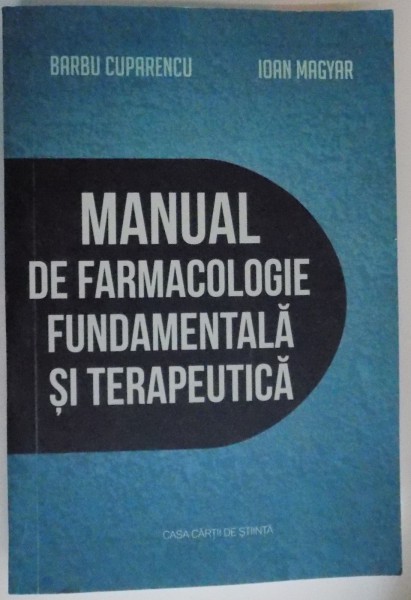 BARBU CUPARENCU IOAN MAGYAR
MANUAL
DE FARMACOLOGIE
FUNDAMENTALĂ
ȘI TERAPEUTICĂ
CASA CĂRȚII DE ȘTIINȚĂ